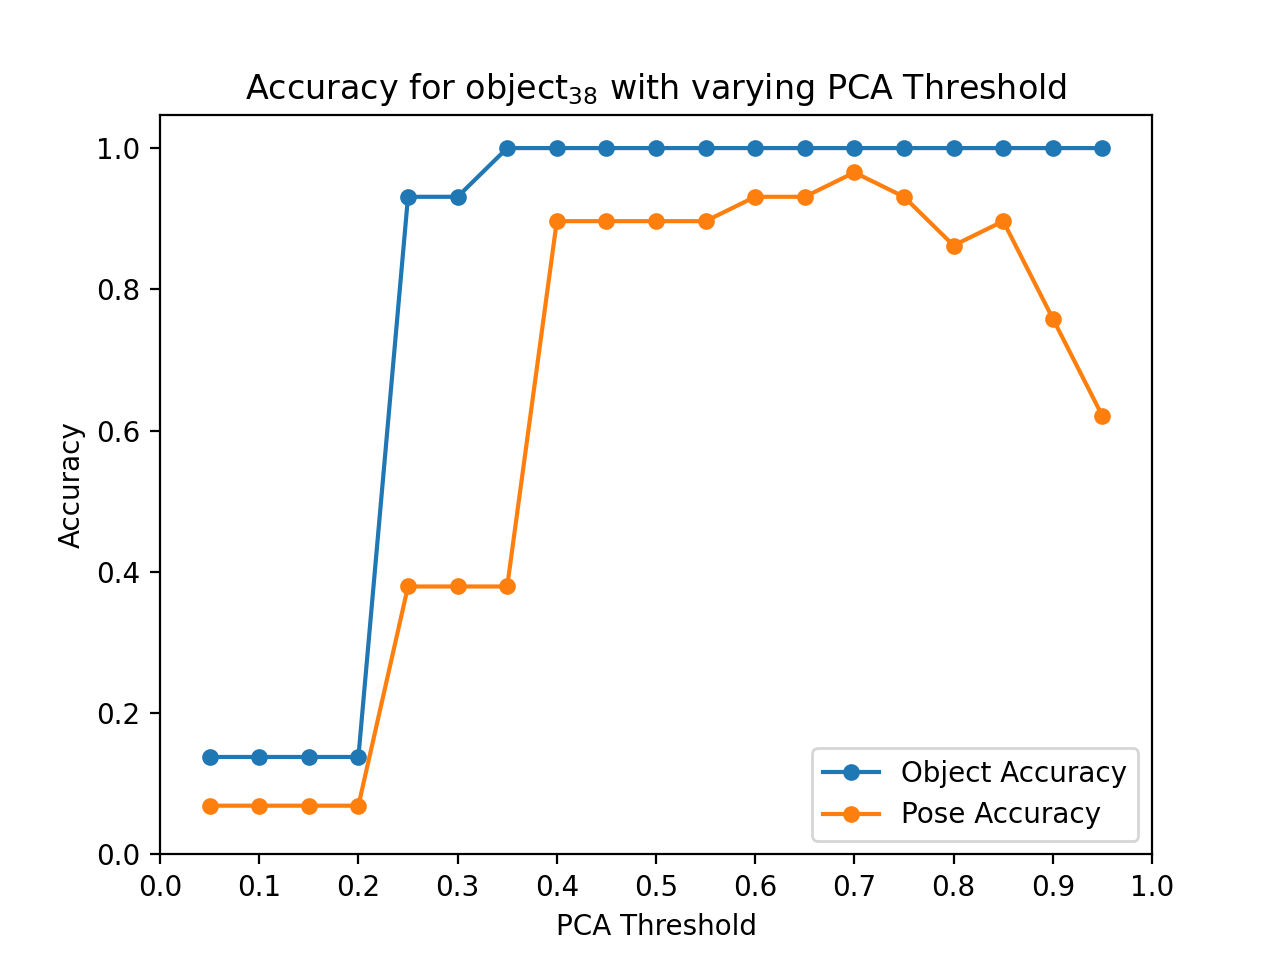 Accuracy for object₃₈ with varying PCA Threshold
1.0
0.8
0.6
0.4
0.2
0.0
Accuracy
Object Accuracy
Pose Accuracy
0.0 0.1 0.2 0.3 0.4 0.5 0.6 0.7 0.8 0.9 1.0
PCA Threshold